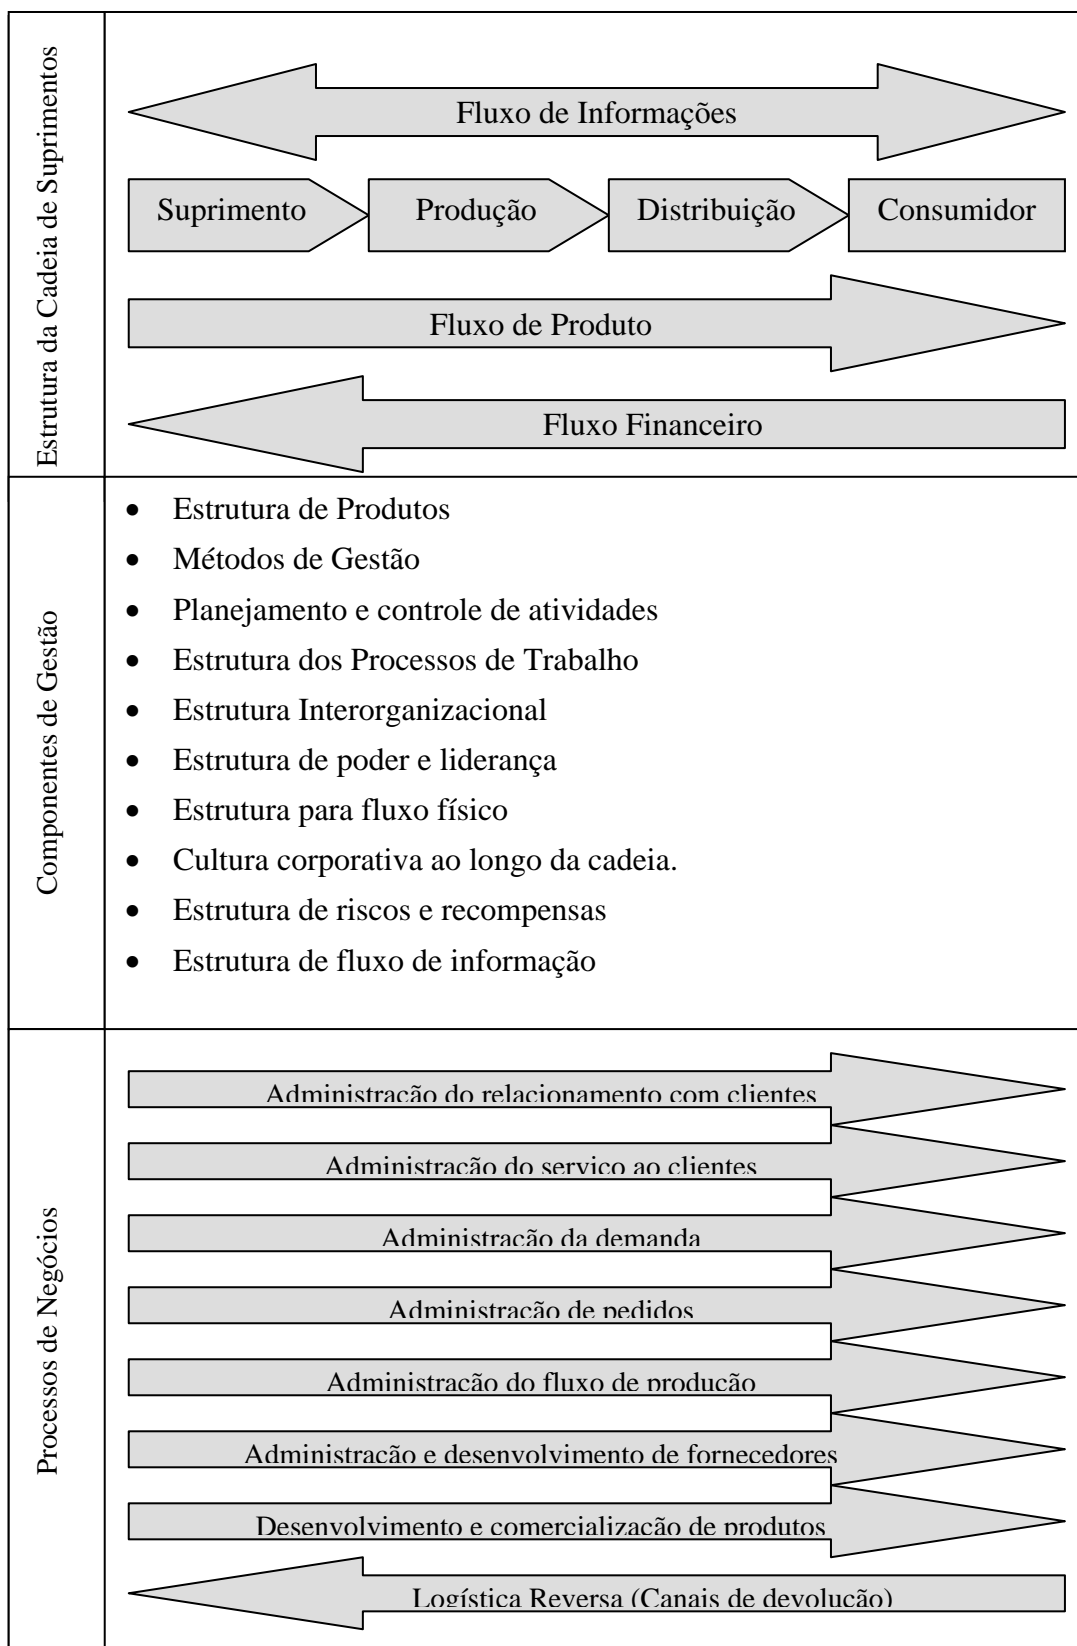 Estrutura da Cadeia de Suprimentos
Fluxo de Informações
Suprimento
Produção
Distribuição
Consumidor
Fluxo de Produto
Fluxo Financeiro
Componentes de Gestão
• Estrutura de Produtos
• Métodos de Gestão
• Planejamento e controle de atividades
• Estrutura dos Processos de Trabalho
• Estrutura Interorganizacional
• Estrutura de poder e liderança
• Estrutura para fluxo físico
• Cultura corporativa ao longo da cadeia.
• Estrutura de riscos e recompensas
• Estrutura de fluxo de informação
Processos de Negócios
Administração do relacionamento com clientes
Administração do serviço ao clientes
Administração da demanda
Administração de pedidos
Administração do fluxo de produção
Administração e desenvolvimento de fornecedores
Desenvolvimento e comercialização de produtos
Logística Reversa (Canais de devolução)